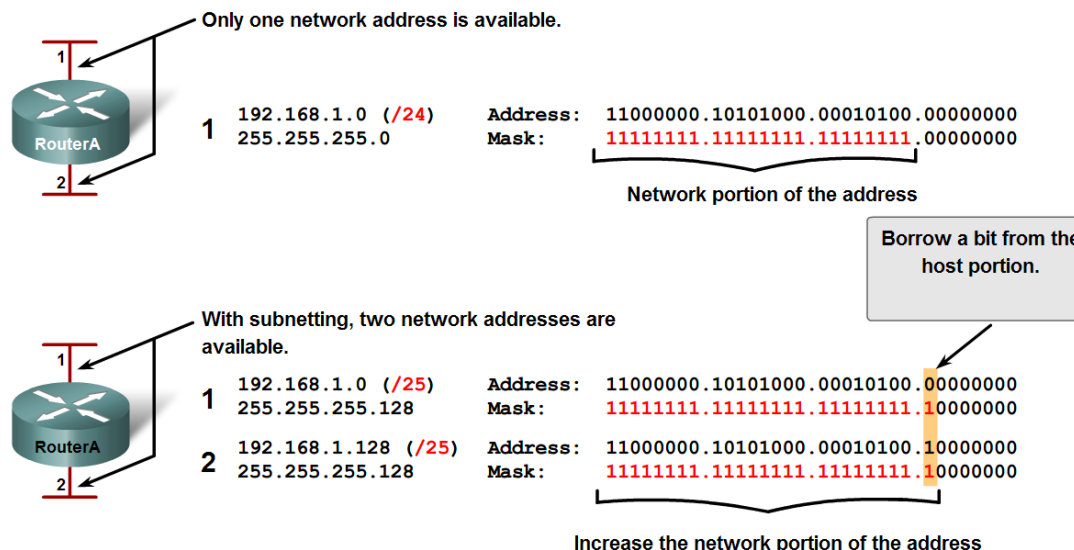 Only one network address is available.
1
RouterA
2
1 192.168.1.0 (/24) Address: 11000000.10101000.00010100.00000000
255.255.255.0 Mask: 11111111.11111111.11111111.00000000
Network portion of the address
Borrow a bit from the
host portion.
With subnetting, two network addresses are
available.
1
RouterA
2
1 192.168.1.0 (/25) Address: 11000000.10101000.00010100.00000000
255.255.255.128 Mask: 11111111.11111111.11111111.10000000
2 192.168.1.128 (/25) Address: 11000000.10101000.00010100.10000000
255.255.255.128 Mask: 11111111.11111111.11111111.10000000
Increase the network portion of the address